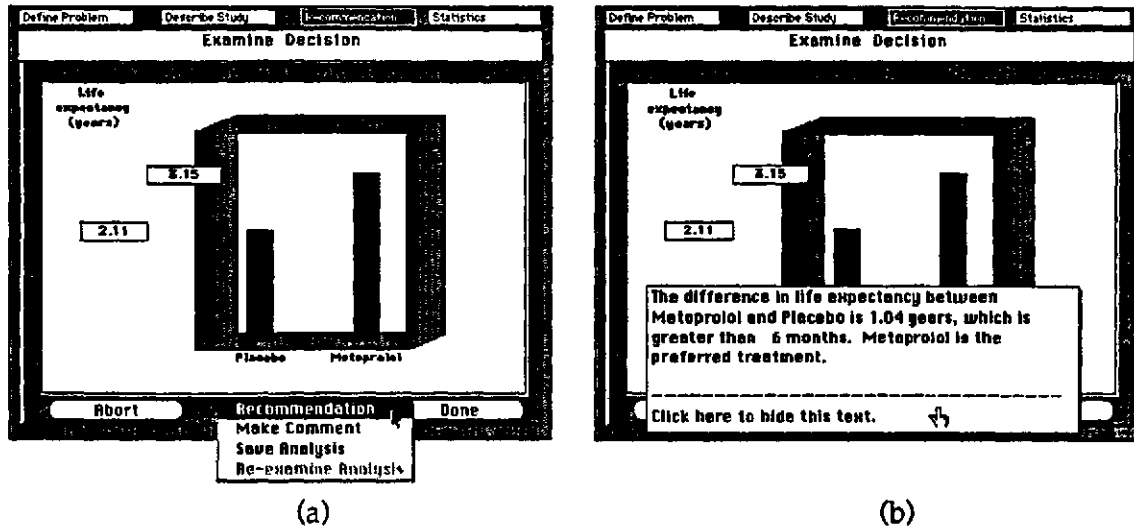 Define Problem Describe Study Recommendation Statistics
Examine Decision
Life
expectancy
(years)
3.15
2.11
Placebo Metoprolol
Abort Recommendation Done
Make Comment
Save Analysis
Re-examine Analysis
(a)
Define Problem Describe Study Recommendation Statistics
Examine Decision
Life
expectancy
(years)
3.15
2.11
The difference in life expectancy between
Metoprolol and Placebo is 1.04 years, which is
greater than 6 months. Metoprolol is the
preferred treatment.
Click here to hide this text.
(b)